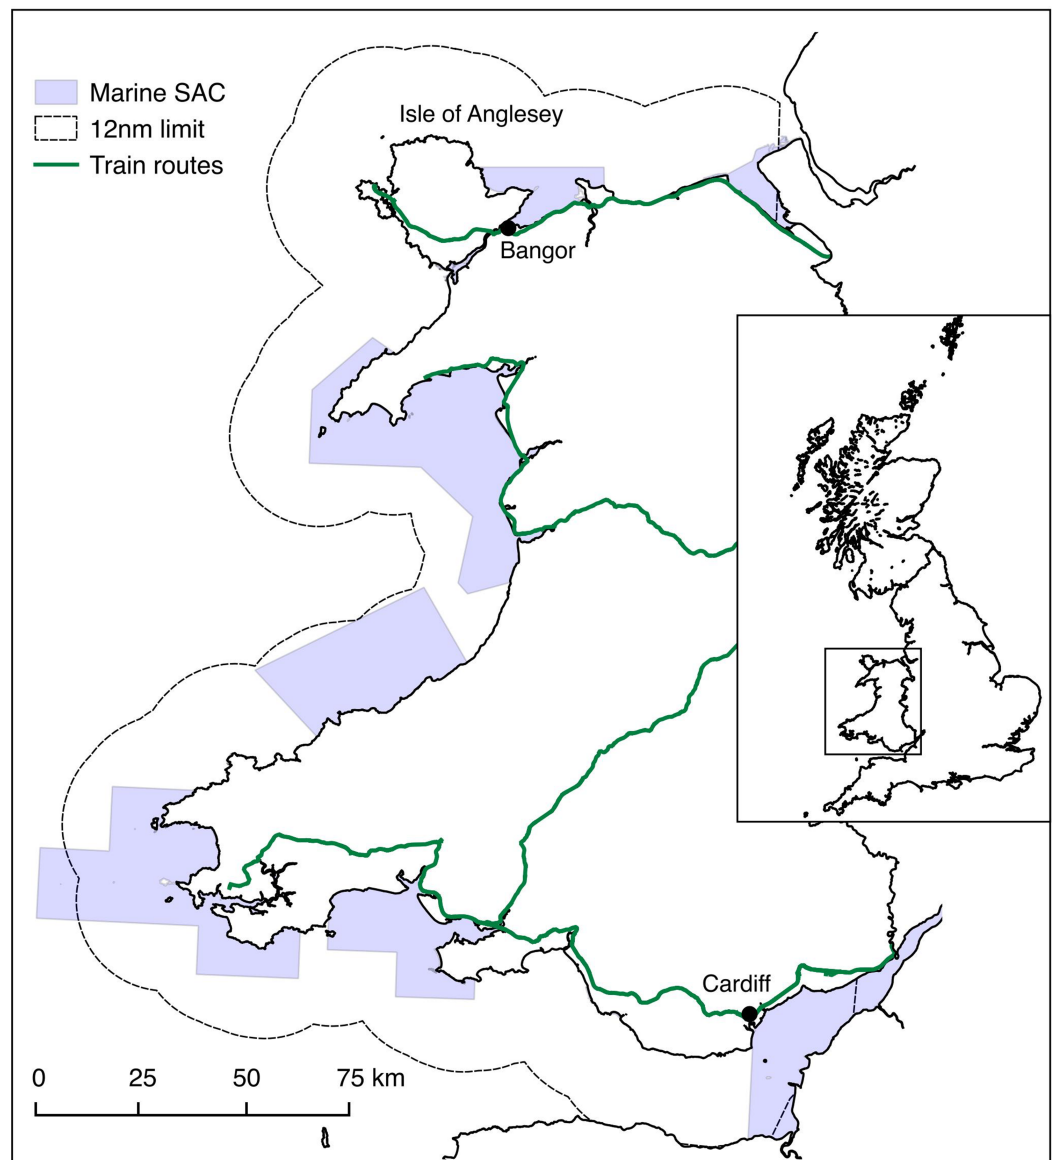 Marine SAC
12nm limit
Train routes
Isle of Anglesey
Bangor
Cardiff
0 25 50 75 km